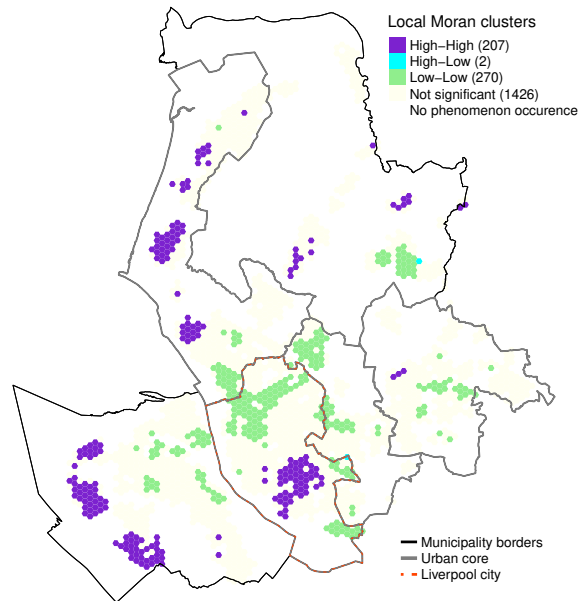 Local Moran clusters
High−High (207)
High−Low (2)
Low−Low (270)
Not significant (1426)
No phenomenon occurence
Municipality borders
Urban core
Liverpool city